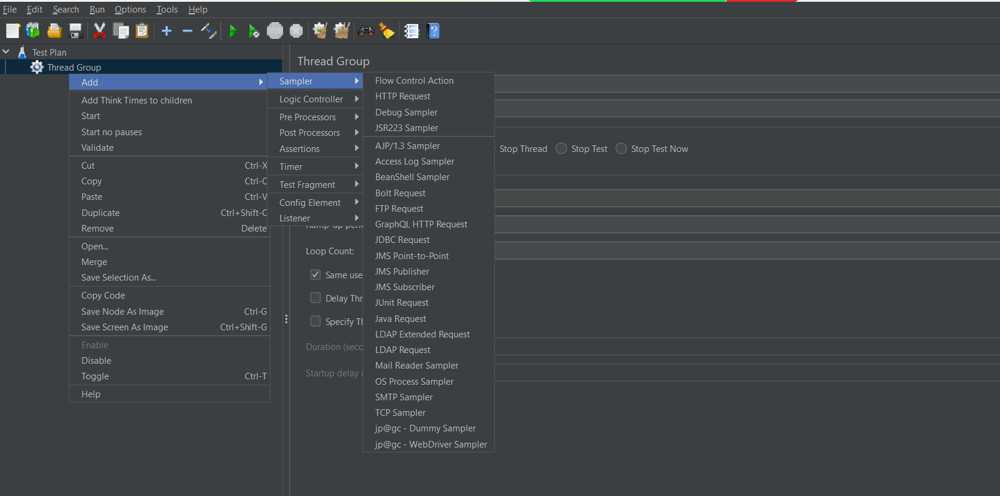 File Edit Search Run Options Tools Help
STOP
Test Plan
Thread Group
Add
Add Think Times to children
Start
Start no pauses
Validate
Cut Ctrl-X
Copy Ctrl-C
Paste Ctrl-V
Duplicate Ctrl+Shift-C
Remove Delete
Open...
Merge
Save Selection As...
Copy Code
Save Node As Image Ctrl-G
Save Screen As Image Ctrl+Shift-G
Enable
Disable
Toggle Ctrl-T
Help
Sampler
Logic Controller
Pre Processors
Post Processors
Assertions
Timer
Test Fragment
Config Element
Listener
Flow Control Action
HTTP Request
Debug Sampler
JSR223 Sampler
AJP/1.3 Sampler
Access Log Sampler
BeanShell Sampler
Bolt Request
FTP Request
GraphQL HTTP Request
JDBC Request
JMS Point-to-Point
JMS Publisher
JMS Subscriber
JUnit Request
Java Request
LDAP Extended Request
LDAP Request
Mail Reader Sampler
OS Process Sampler
SMTP Sampler
TCP Sampler
jp@gc - Dummy Sampler
jp@gc - WebDriver Sampler
Thread Group
Stop Thread Stop Test Stop Test Now
Ramp-up
Loop Count:
Same use
Delay Thr
Specify
Duration (seco
Startup delay (